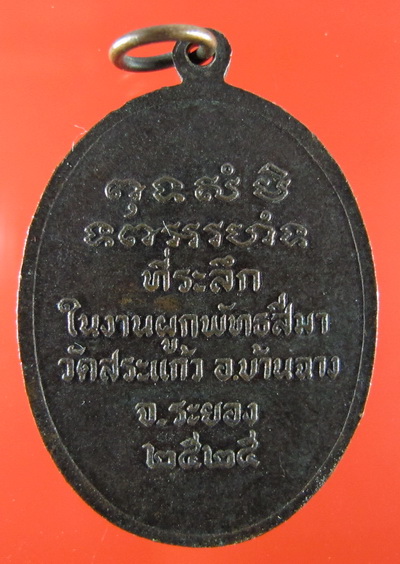 ที่ระลึก
ในงานผูกพัทธสีมา
วัดสระแก้ว อ.บ้านฉาง
จ.ระยอง
๒๕๒๕